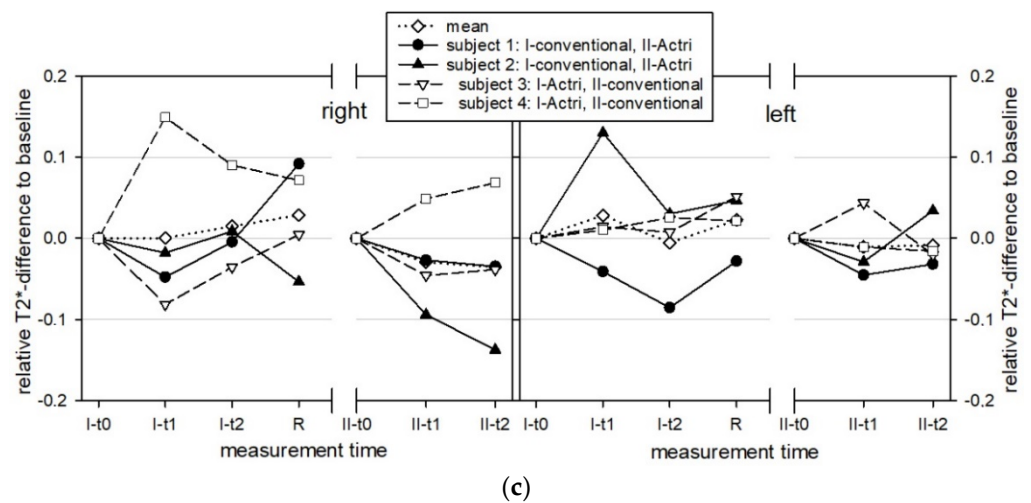 mean
subject 1: I-conventional, II-Actri
subject 2: I-conventional, II-Actri
subject 3: I-Actri, II-conventional
subject 4: I-Actri, II-conventional
right
left
relative T2*-difference to baseline
0.2
0.1
0.0
-0.1
-0.2
0.2
0.1
0.0
-0.1
-0.2
relative T2*-difference to baseline
I-t0 I-t1 I-t2 R II-t0 II-t1 II-t2 I-t0 I-t1 I-t2 R II-t0 II-t1 II-t2
measurement time measurement time
(c)